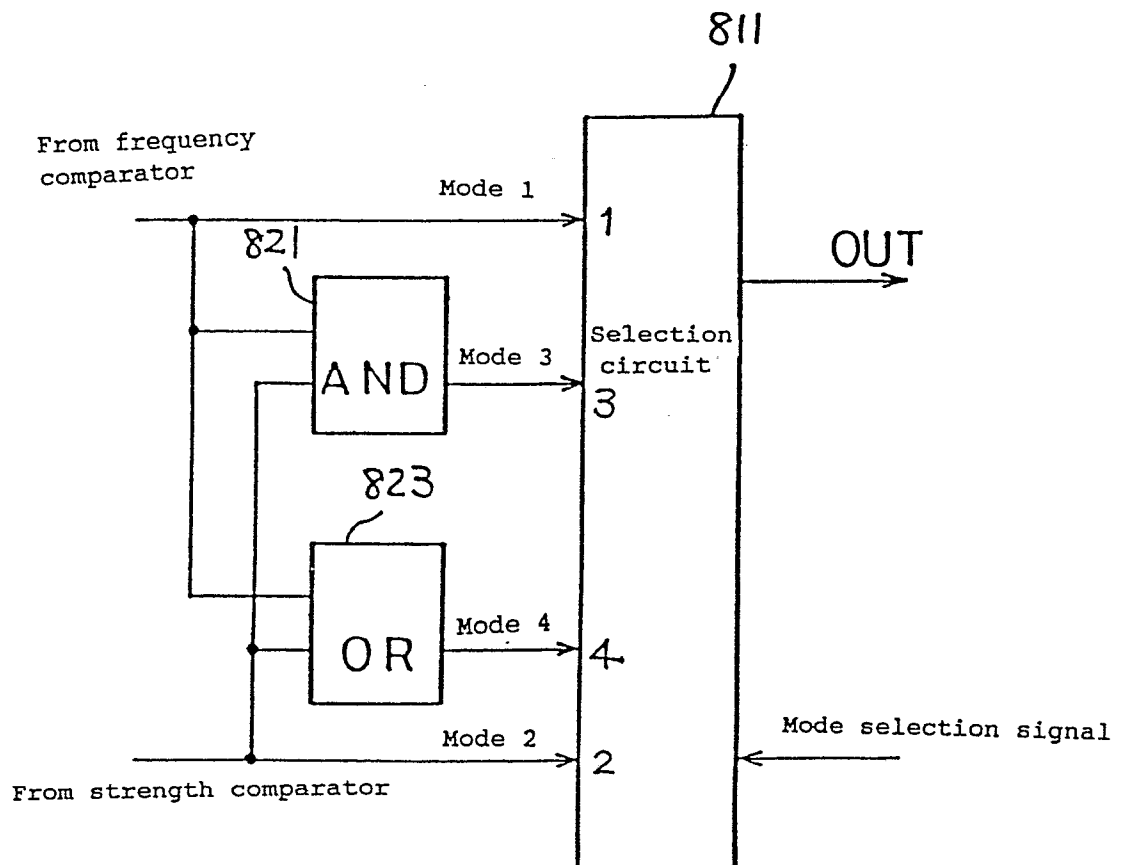 811
From frequency
comparator
Mode 1
1
821
OUT
AND
Mode 3
Selection
circuit
3
823
OR
Mode 4
4
Mode 2
2
Mode selection signal
From strength comparator